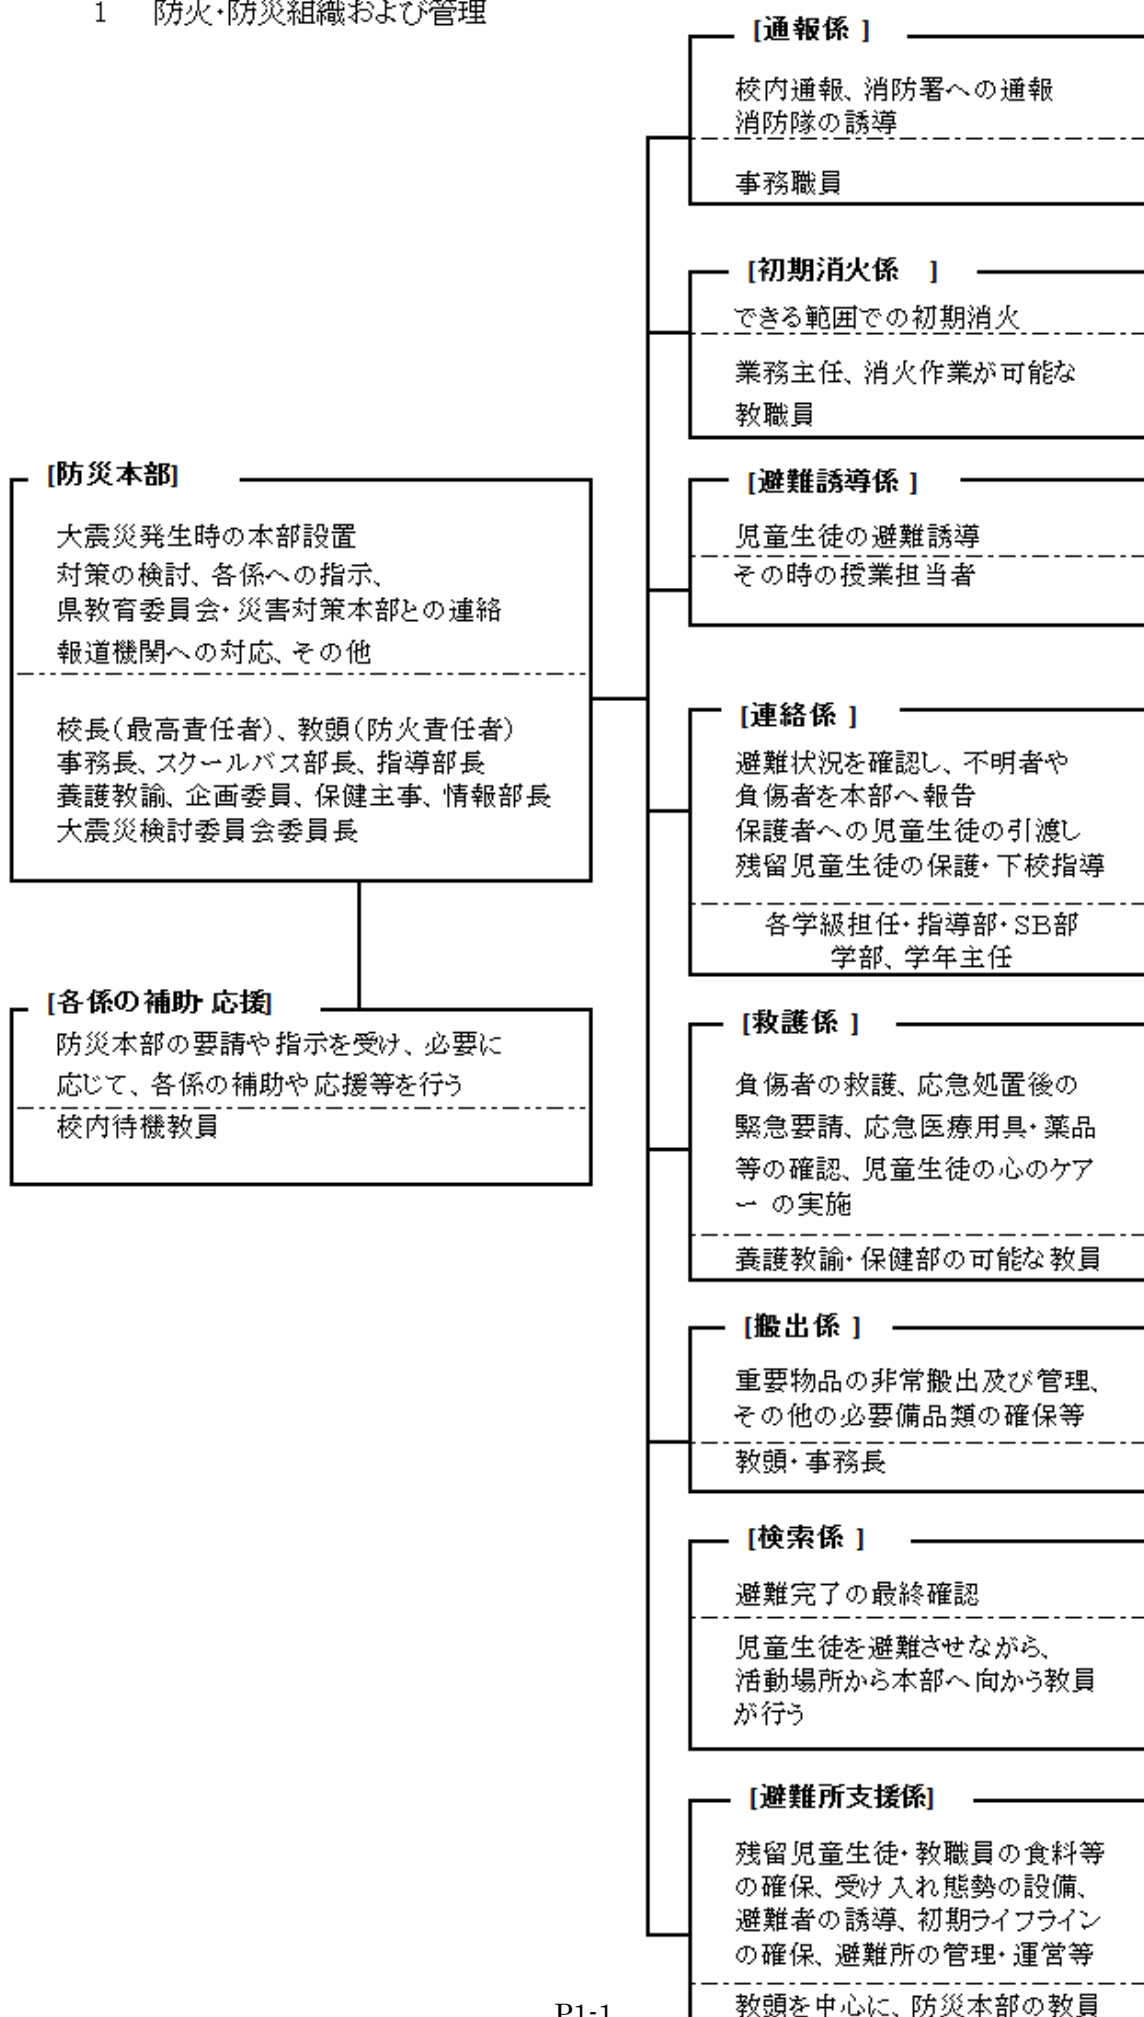 1 防火・防災組織および管理
[通報係 ]
校内通報、消防署への通報
消防隊の誘導
事務職員
[初期消火係 ]
できる範囲での初期消火
業務主任、消火作業が可能な
教職員
[防災本部]
大震災発生時の本部設置
対策の検討、各係への指示、
県教育委員会・災害対策本部との連絡
報道機関への対応、その他
校長(最高責任者)、教頭(防火責任者)
事務長、スクールバス部長、指導部長
養護教諭、企画委員、保健主事、情報部長
大震災検討委員会委員長
[各係の補助・応援]
防災本部の要請や指示を受け、必要に
応じて、各係の補助や応援等を行う
校内待機教員
[避難誘導係 ]
児童生徒の避難誘導
その時の授業担当者
[連絡係 ]
避難状況を確認し、不明者や
負傷者を本部へ報告
保護者への児童生徒の引渡し
残留児童生徒の保護・下校指導
各学級担任・指導部・SB部
学部、学年主任
[救護係 ]
負傷者の救護、応急処置後の
緊急要請、応急医療用具・薬品
等の確認、児童生徒の心のケア
ー の実施
養護教諭・保健部の可能な教員
[搬出係 ]
重要物品の非常搬出及び管理、
その他の必要備品類の確保等
教頭・事務長
[検索係 ]
避難完了の最終確認
児童生徒を避難させながら、
活動場所から本部へ向かう教員
が行う
[避難所支援係]
残留児童生徒・教職員の食料等
の確保、受け入れ態勢の設備、
避難者の誘導、初期ライフライン
の確保、避難所の管理・運営等
教頭を中心に、防災本部の教員
P1-1